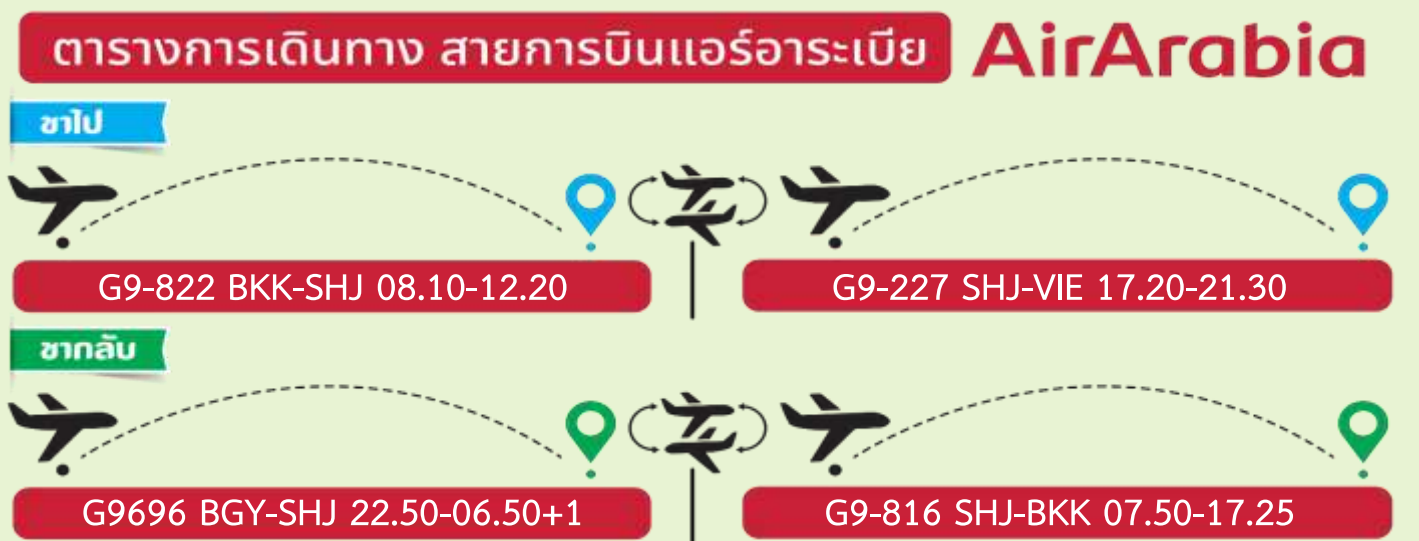 ตารางการเดินทาง สายการบินแอร์อาระเบีย AirArabia
ขาไป
G9-822 BKK-SHJ 08.10-12.20
G9-227 SHJ-VIE 17.20-21.30
ขากลับ
G9696 BGY-SHJ 22.50-06.50+1
G9-816 SHJ-BKK 07.50-17.25